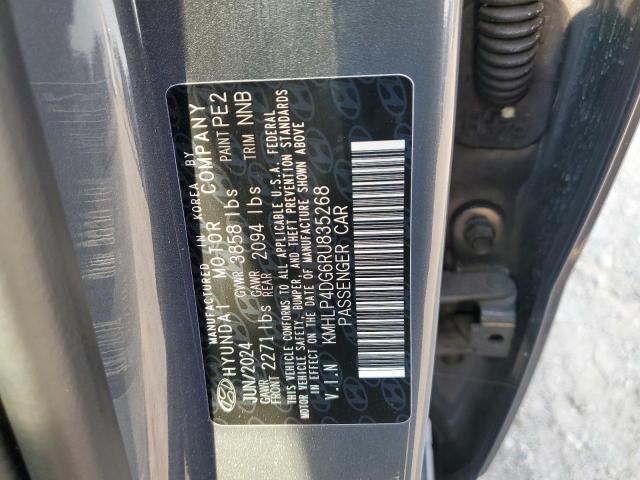 MANUFACTURED IN KOREA BY
HYUNDAI MOTOR COMPANY
JUN/2024 GVWR 3858 lbs PAINT PE2
GAWR FRONT 2271 lbs GAWR REAR 2094 lbs TRIM NNB
THIS VEHICLE CONFORMS TO ALL APPLICABLE U.S.A. FEDERAL
MOTOR VEHICLE SAFETY, BUMPER, AND THEFT PREVENTION STANDARDS
IN EFFECT ON THE DATE OF MANUFACTURE SHOWN ABOVE.
V.I.N KMHLP4DG6RU835268
PASSENGER CAR